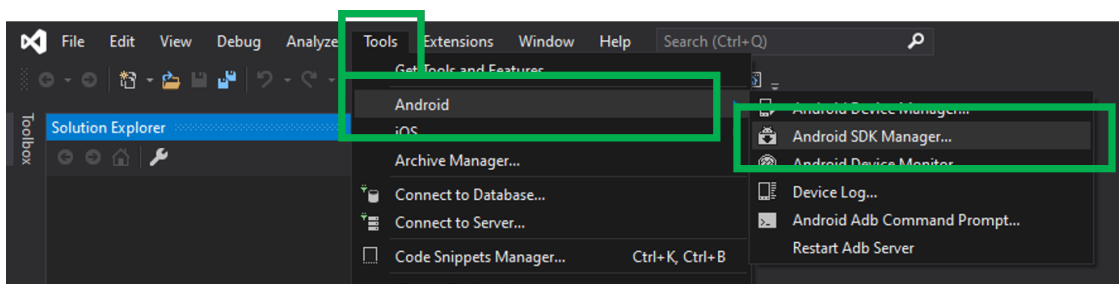 File Edit View Debug Analyze Tools Extensions Window Help Search (Ctrl+Q)
Get Tools and Features...
Android
iOS
Archive Manager...
Connect to Database...
Connect to Server...
Code Snippets Manager... Ctrl+K, Ctrl+B
Android Device Manager...
Android SDK Manager...
Android Device Monitor...
Device Log...
Android Adb Command Prompt...
Restart Adb Server
Toolbox
Solution Explorer